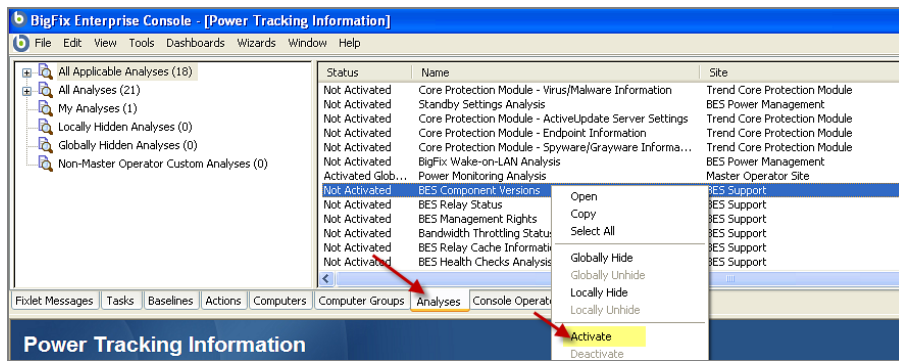 BigFix Enterprise Console - [Power Tracking Information]
File Edit View Tools Dashboards Wizards Window Help
All Applicable Analyses (18)
All Analyses (21)
My Analyses (1)
Locally Hidden Analyses (0)
Globally Hidden Analyses (0)
Non-Master Operator Custom Analyses (0)
Status Name Site
Not Activated Core Protection Module - Virus/Malware Information Trend Core Protection Module
Not Activated Standby Settings Analysis BES Power Management
Not Activated Core Protection Module - ActiveUpdate Server Settings Trend Core Protection Module
Not Activated Core Protection Module - Endpoint Information Trend Core Protection Module
Not Activated Core Protection Module - Spyware/Grayware Informa... Trend Core Protection Module
Not Activated BigFix Wake-on-LAN Analysis BES Power Management
Activated Glob... Power Monitoring Analysis Master Operator Site
Not Activated BES Component Versions BES Support
Not Activated BES Relay Status BES Support
Not Activated BES Management Rights BES Support
Not Activated Bandwidth Throttling Status BES Support
Not Activated BES Relay Cache Informati BES Support
Not Activated BES Health Checks Analysis BES Support
Open
Copy
Select All
Globally Hide
Globally Unhide
Locally Hide
Locally Unhide
Activate
Deactivate
Fixlet Messages Tasks Baselines Actions Computers Computer Groups Analyses Console Operat
Power Tracking Information